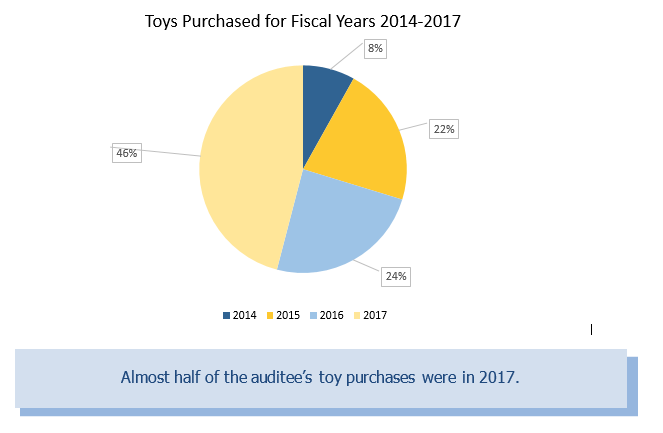 Toys Purchased for Fiscal Years 2014-2017
8%
22%
46%
24%
2014 2015 2016 2017
Almost half of the auditee’s toy purchases were in 2017.